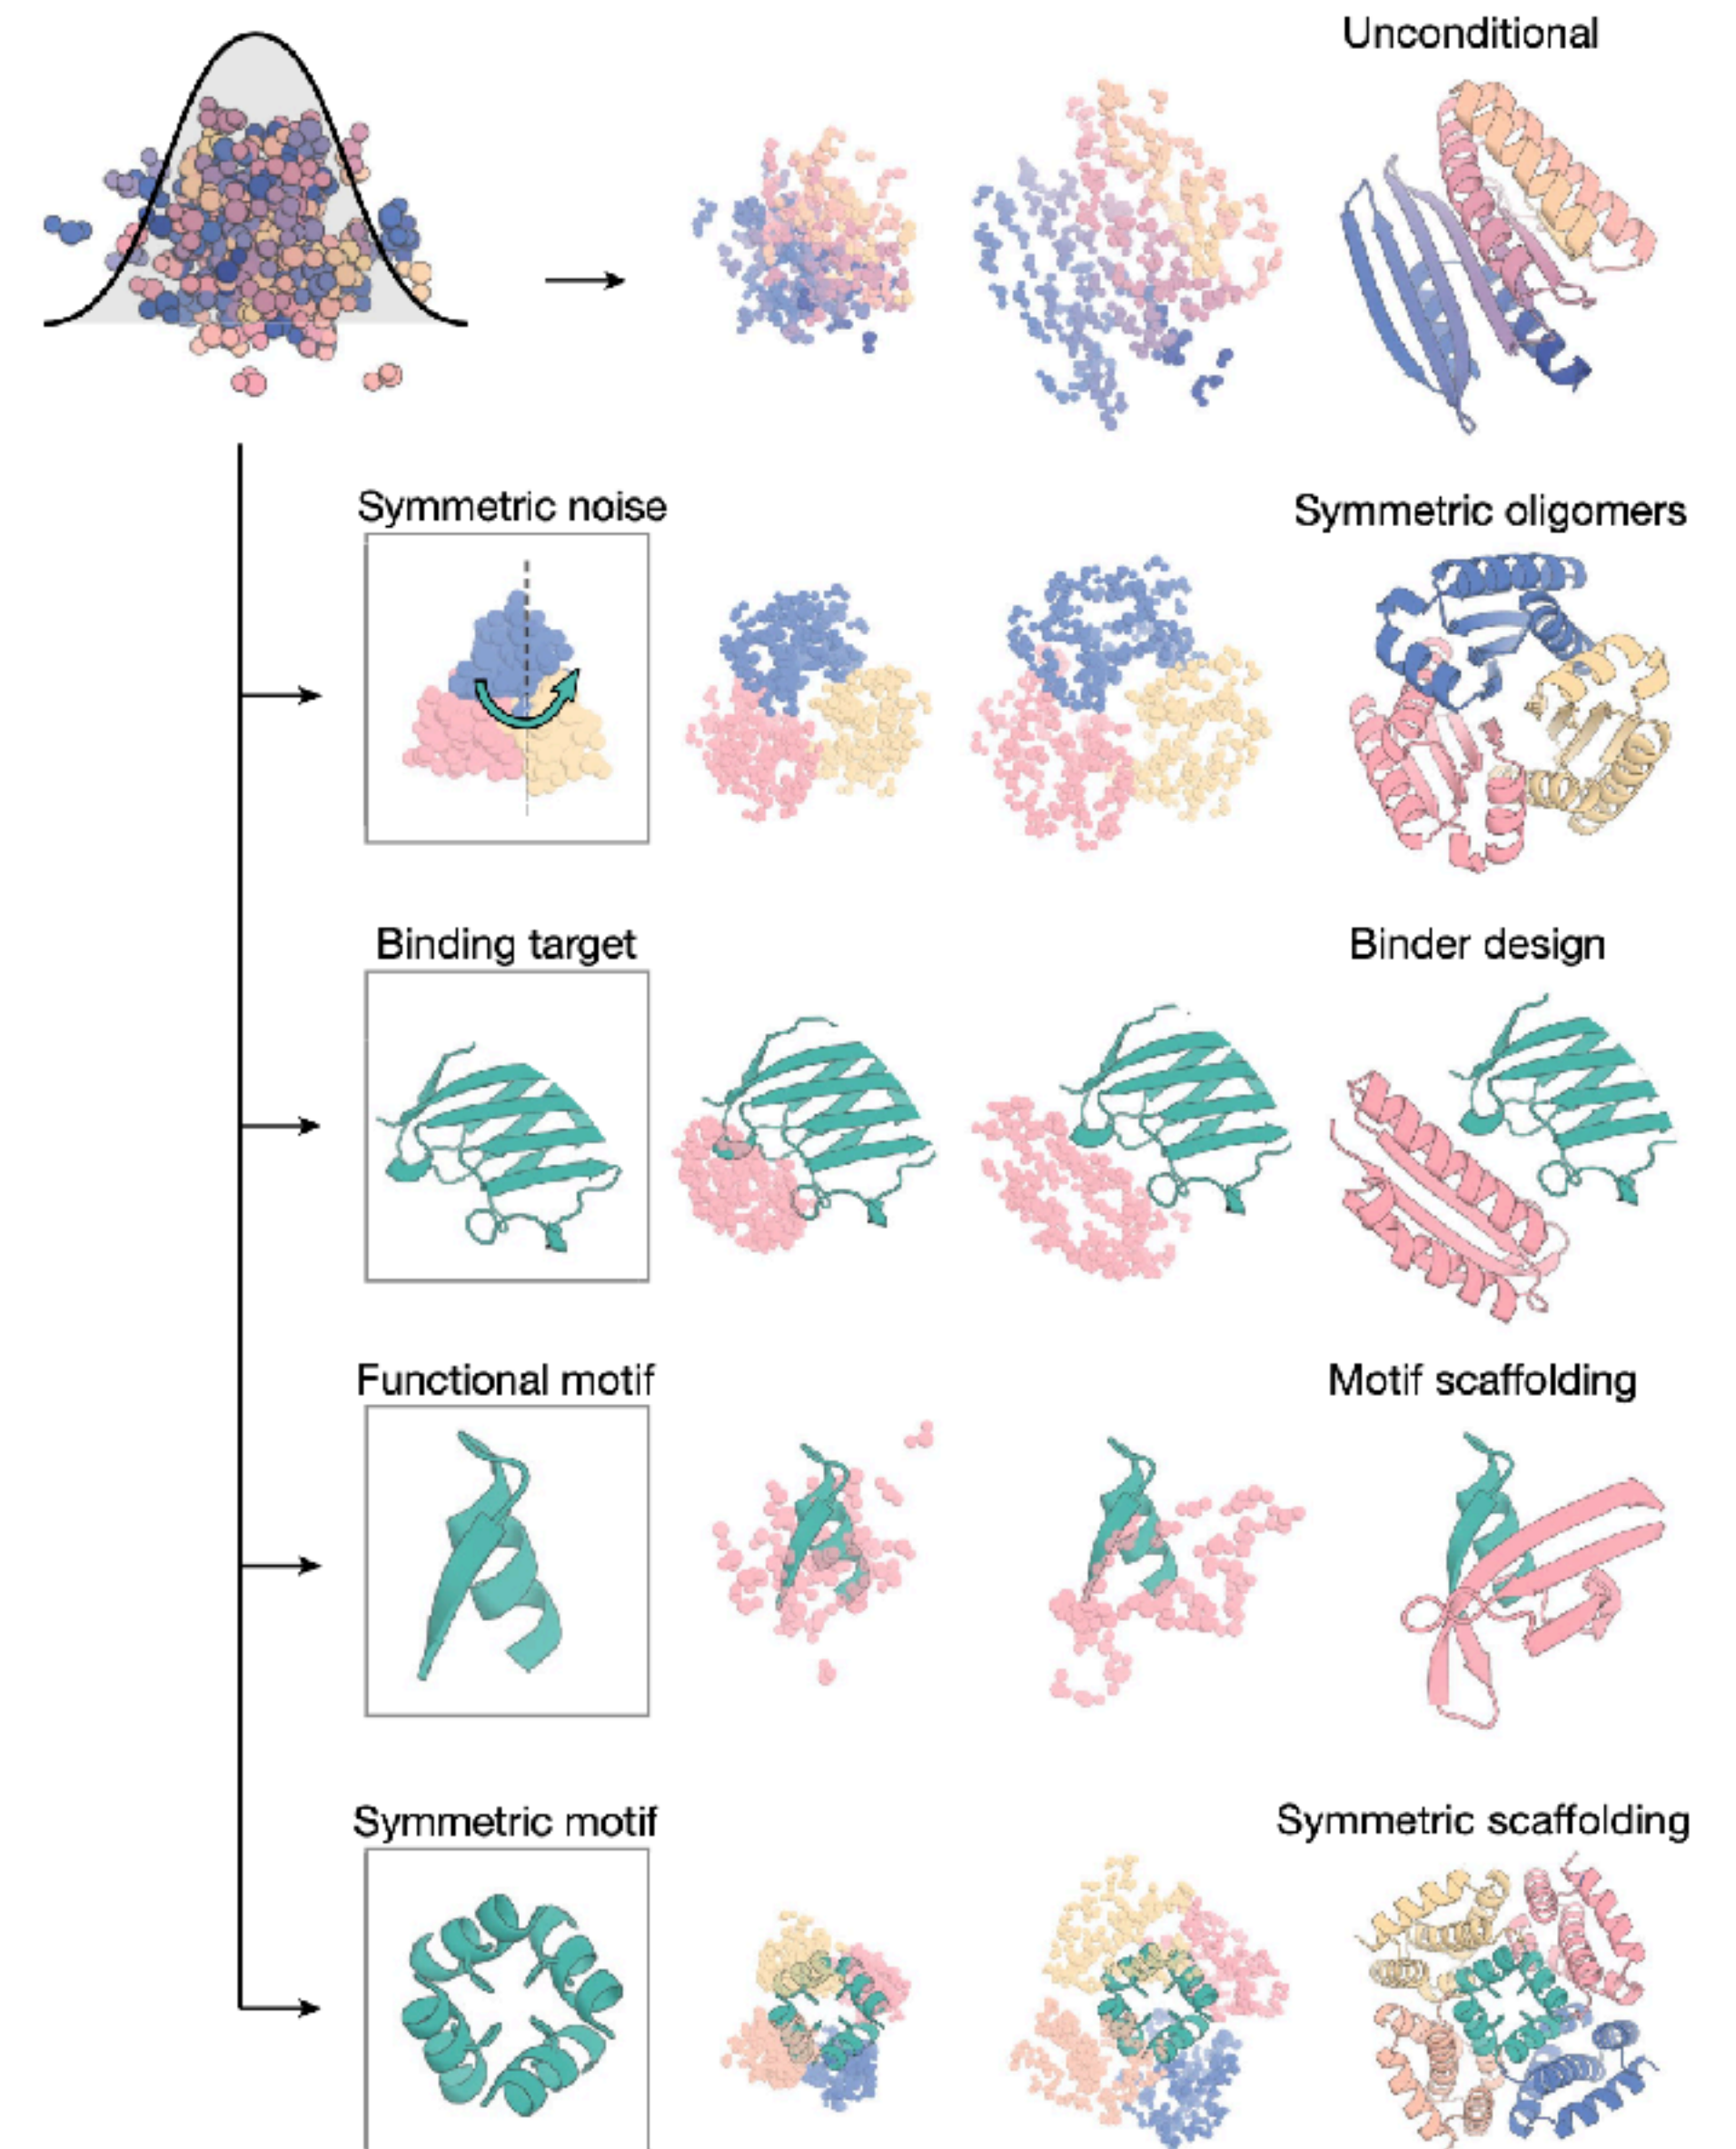 Unconditional
Symmetric noise
Symmetric oligomers
Binding target
Binder design
Functional motif
Motif scaffolding
Symmetric motif
Symmetric scaffolding